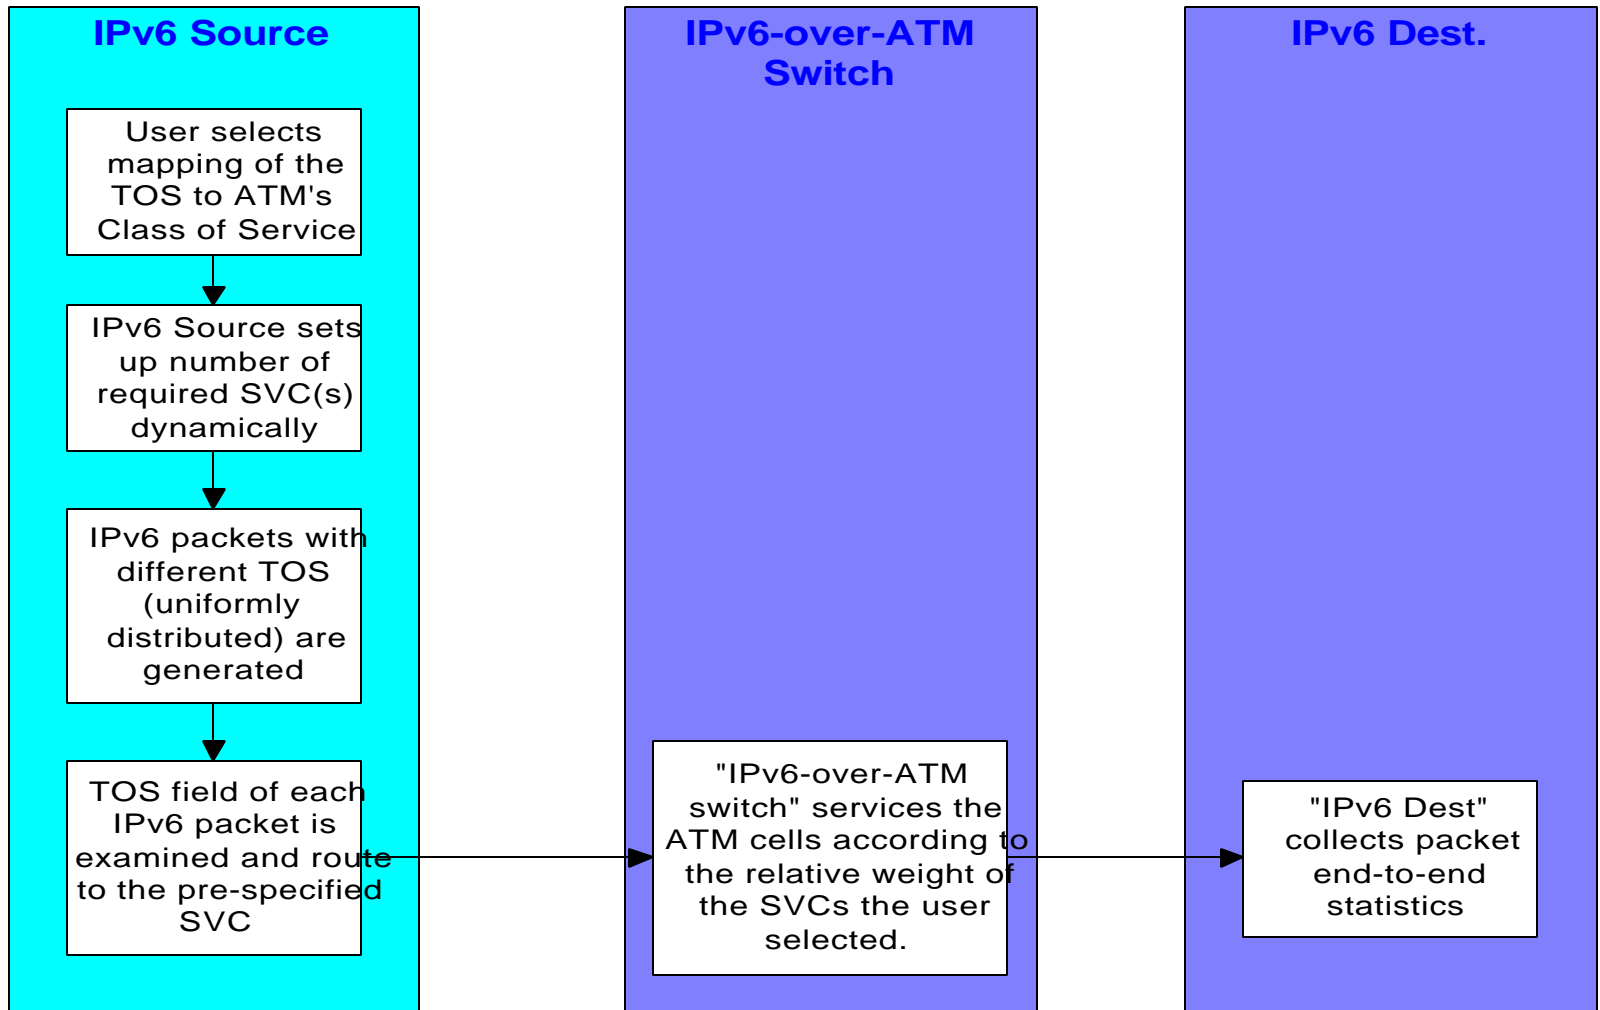 IPv6 Source
User selects
mapping of the
TOS to ATM's
Class of Service
IPv6 Source sets
up number of
required SVC(s)
dynamically
IPv6 packets with
different TOS
(uniformly
distributed) are
generated
TOS field of each
IPv6 packet is
examined and route
to the pre-specified
SVC
IPv6-over-ATM
Switch
"IPv6-over-ATM
switch" services the
ATM cells according to
the relative weight of
the SVCs the user
selected.
IPv6 Dest.
"IPv6 Dest"
collects packet
end-to-end
statistics